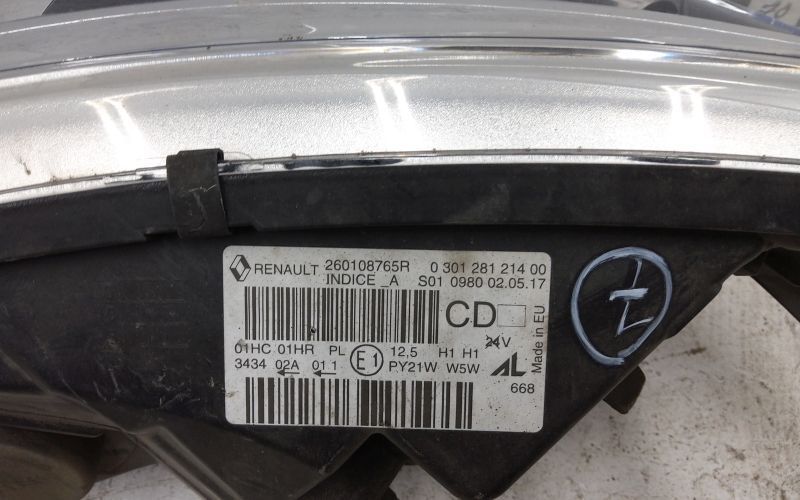 RENAULT 260108765R 0 301 281 214 00
INDICE _A S01 0980 02.05.17
CD
01HC 01HR PL 12,5 H1 H1 24V
3434 02A 01 1 E1 PY21W W5W AL
668
Made in EU